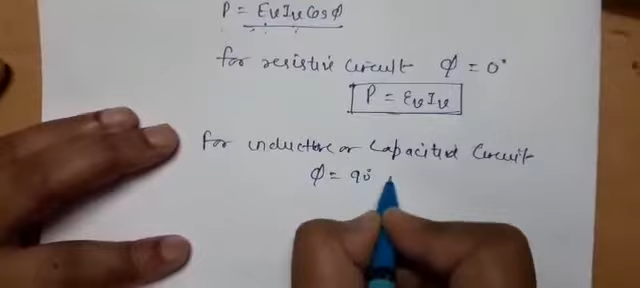 P = EvIv Cos ϕ
for resistive Circuit ϕ = 0°
P = EvIv
for inductive or Capacitive Circuit
ϕ = 90°